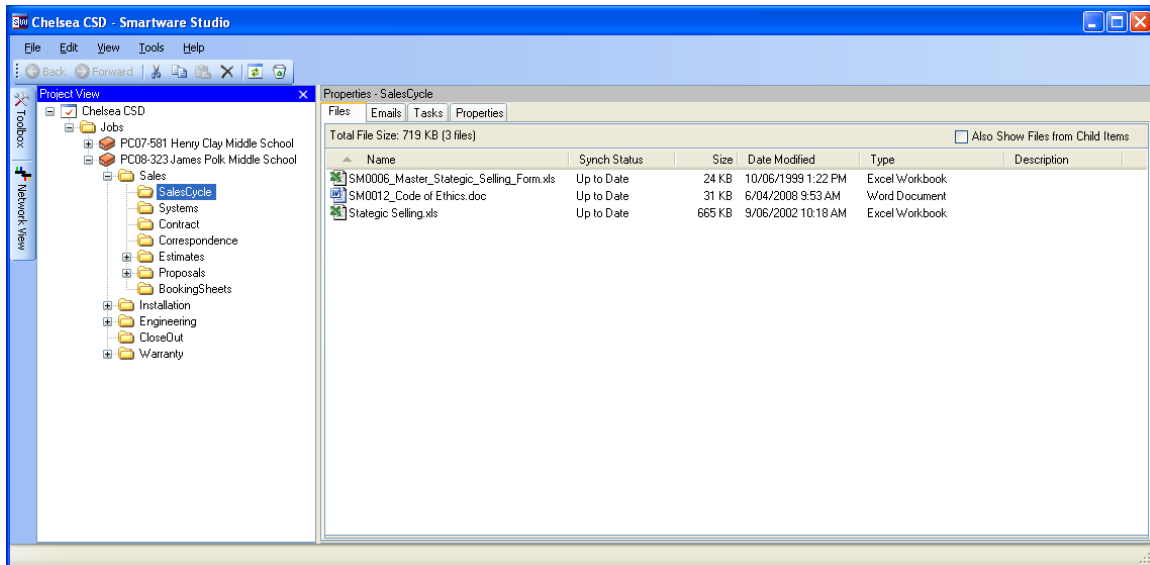 SW Chelsea CSD - Smartware Studio
File Edit View Tools Help
Back Forward
Toolbox
Network View
Project View
Chelsea CSD
Jobs
PC07-581 Henry Clay Middle School
PC08-323 James Polk Middle School
Sales
SalesCycle
Systems
Contract
Correspondence
Estimates
Proposals
BookingSheets
Installation
Engineering
CloseOut
Warranty
Properties - SalesCycle
Files Emails Tasks Properties
Total File Size: 719 KB (3 files) Also Show Files from Child Items
Name Synch Status Size Date Modified Type Description
SM0006_Master_Stategic_Selling_Form.xls Up to Date 24 KB 10/06/1999 1:22 PM Excel Workbook
SM0012_Code of Ethics.doc Up to Date 31 KB 6/04/2008 9:53 AM Word Document
Stategic Selling.xls Up to Date 665 KB 9/06/2002 10:18 AM Excel Workbook